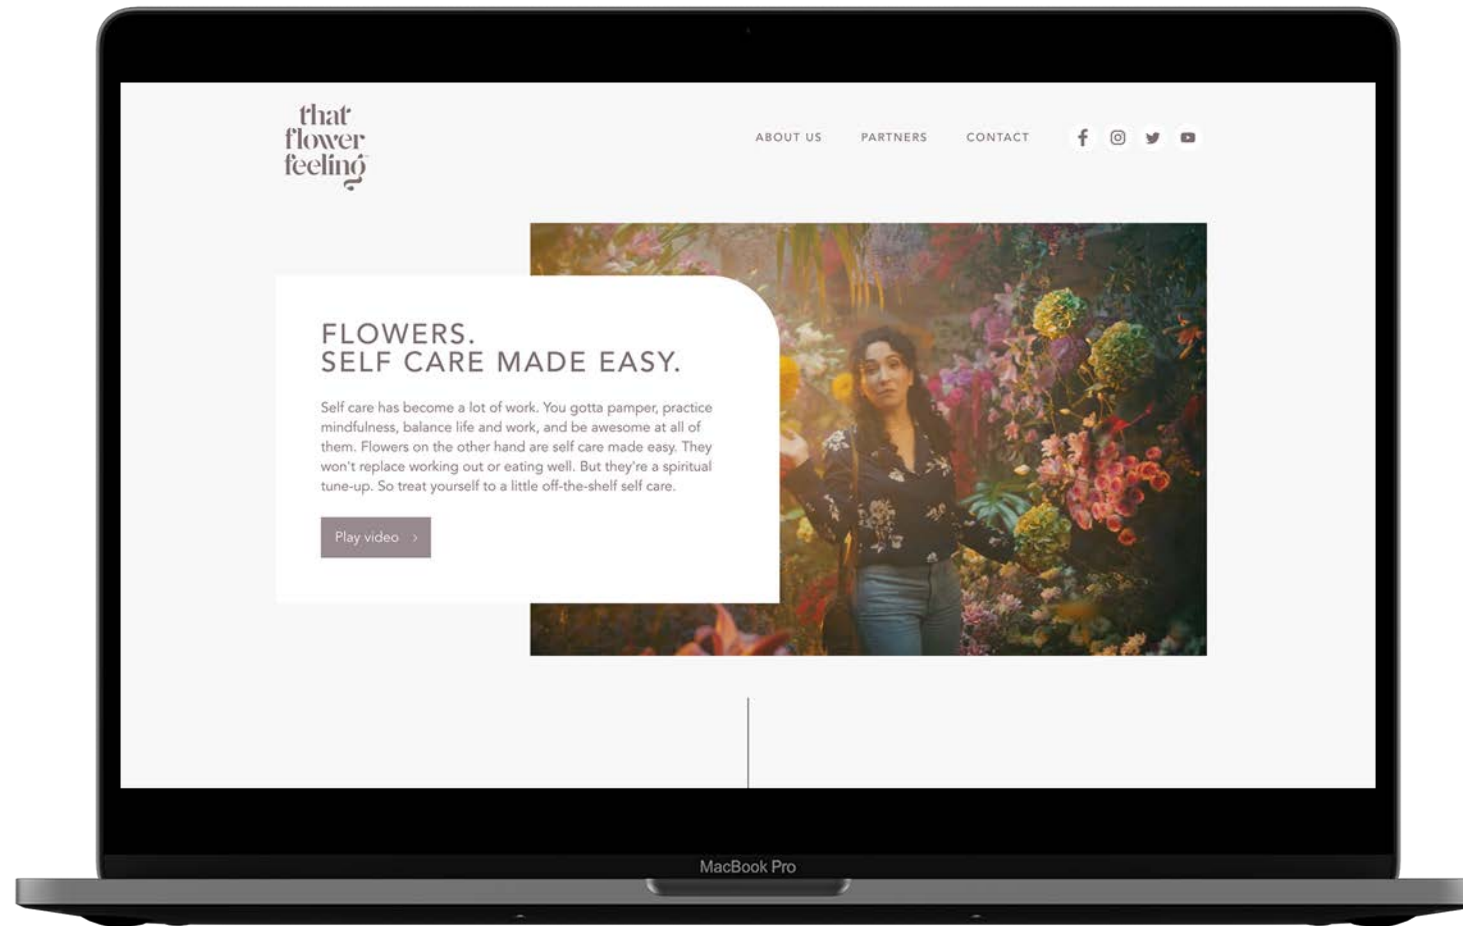 that
flower
feeling
ABOUT US PARTNERS CONTACT
FLOWERS.
SELF CARE MADE EASY.
Self care has become a lot of work. You gotta pamper, practice
mindfulness, balance life and work, and be awesome at all of
them. Flowers on the other hand are self care made easy. They
won't replace working out or eating well. But they're a spiritual
tune-up. So treat yourself to a little off-the-shelf self care.
Play video
MacBook Pro